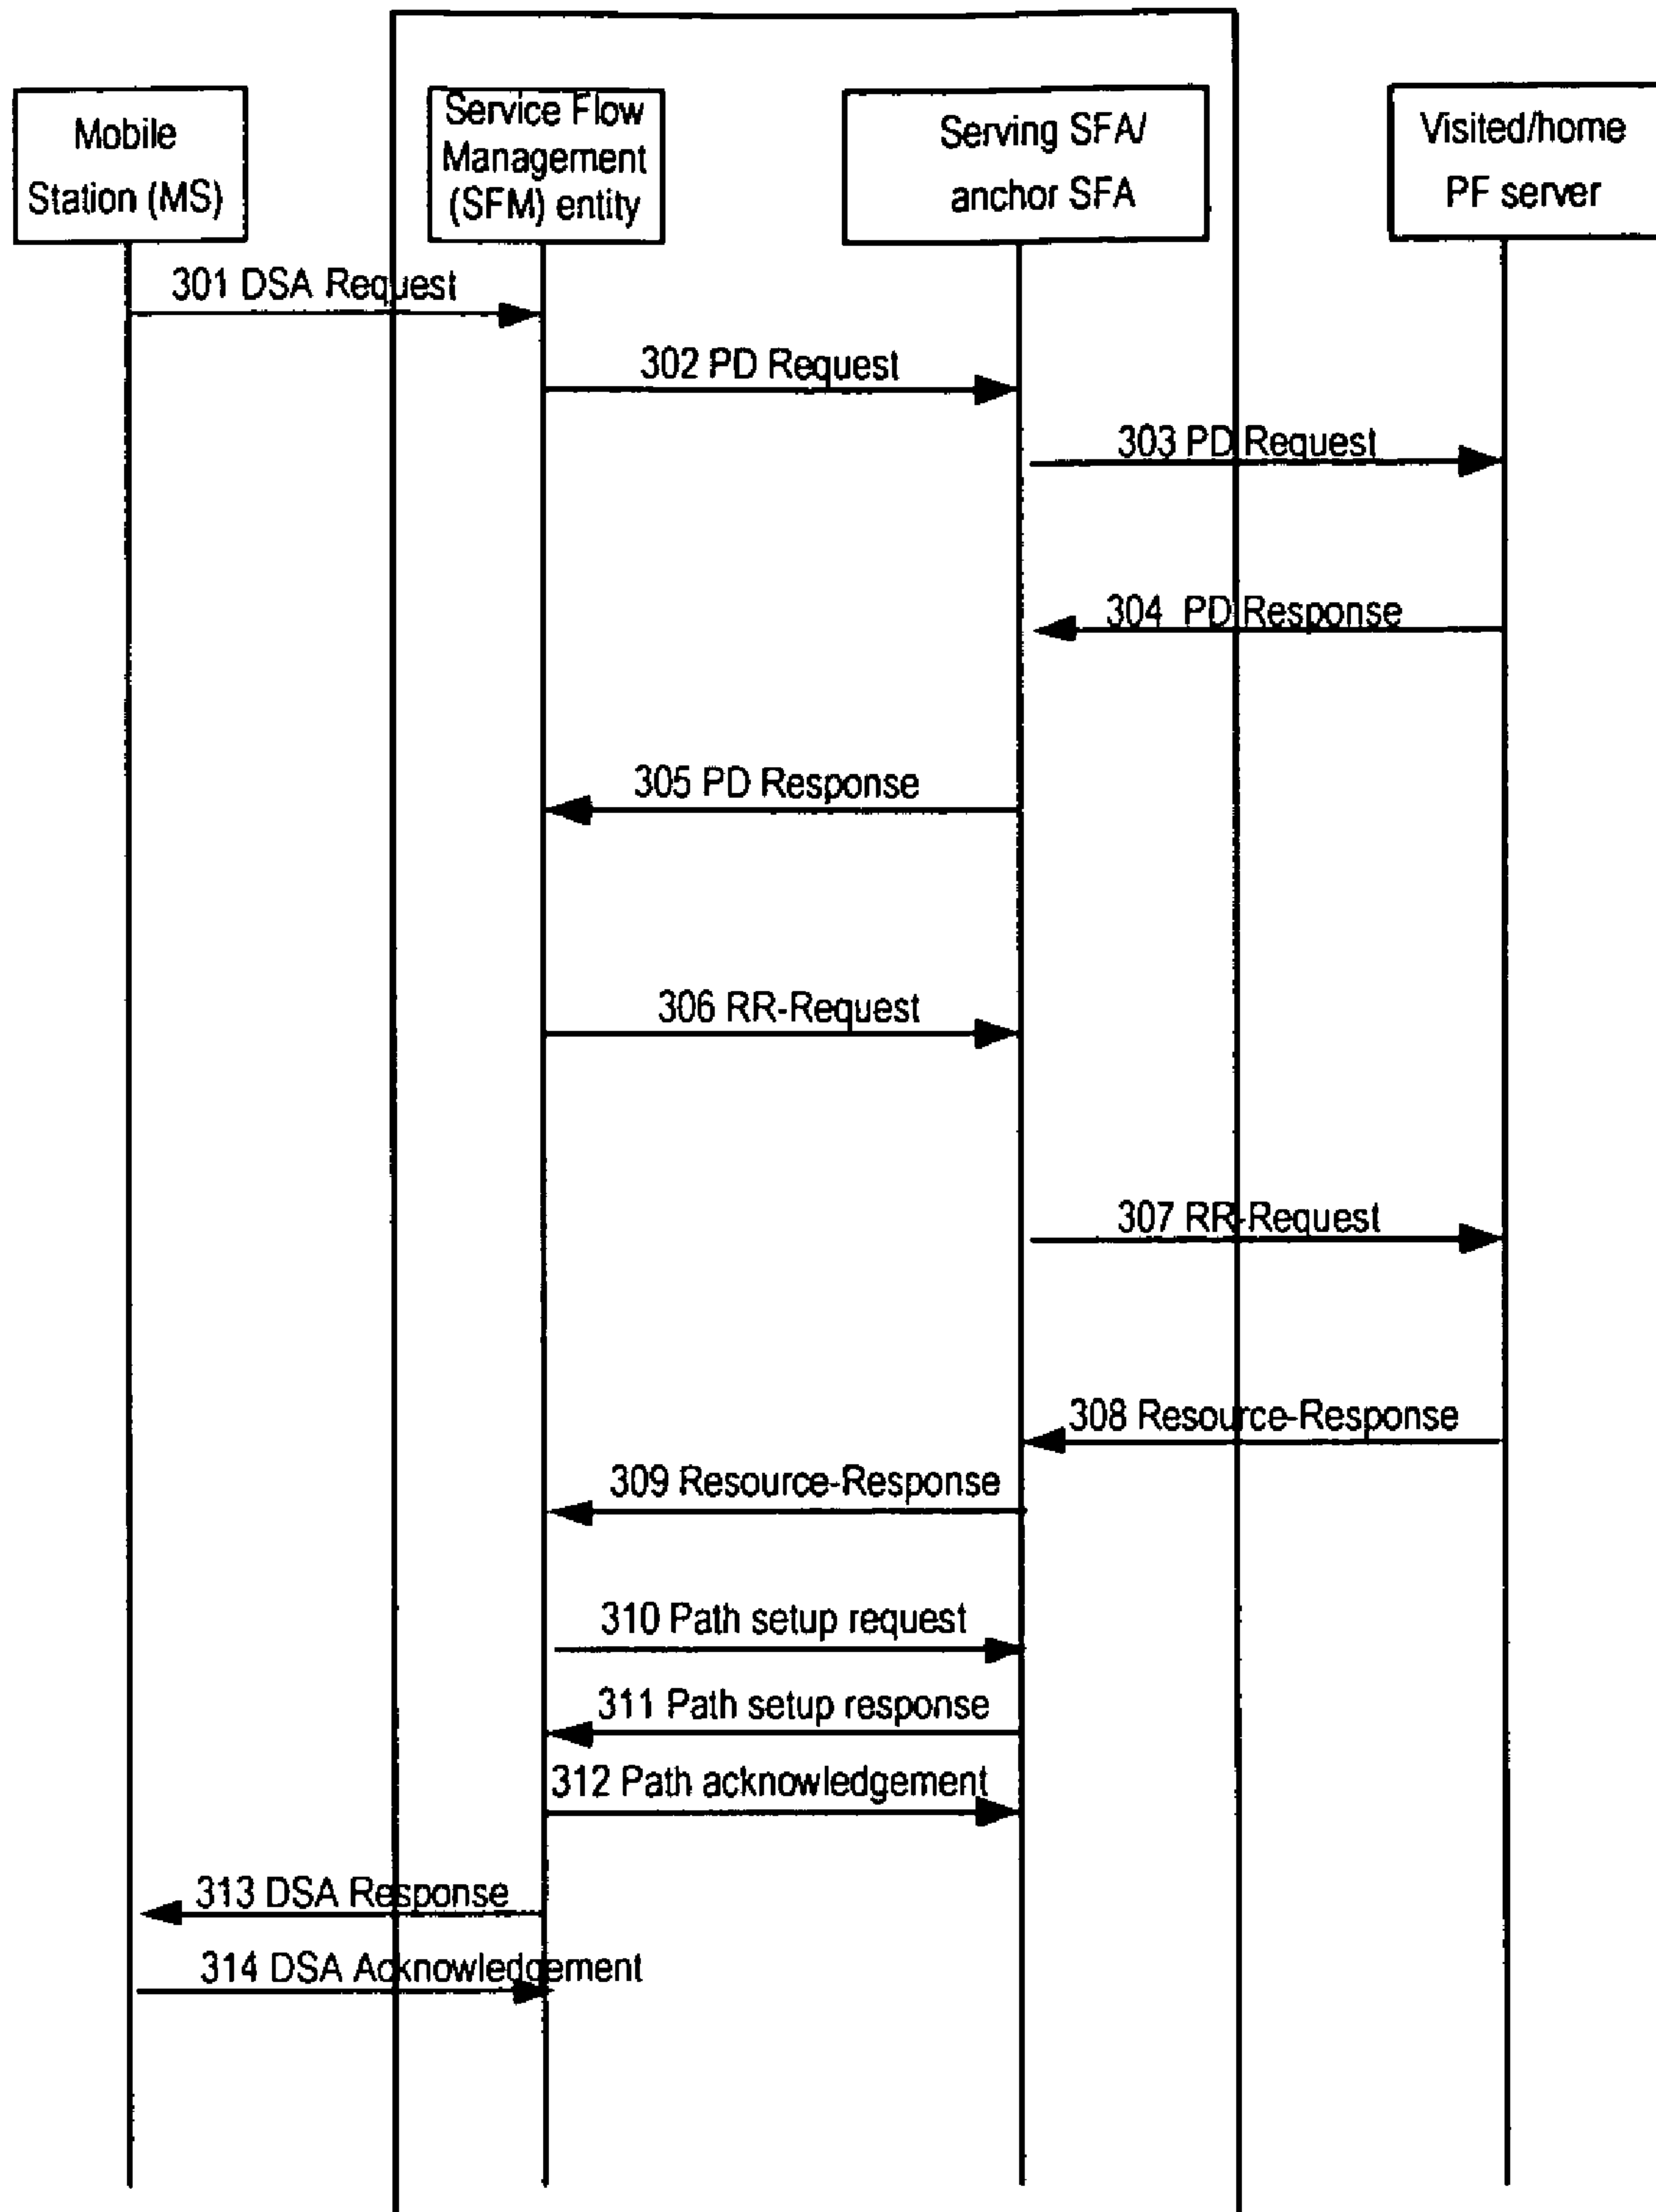 Mobile
Station (MS)
Service Flow
Management
(SFM) entity
Serving SFA/
anchor SFA
Visited/home
PF server
301 DSA Request
302 PD Request
303 PD Request
304 PD Response
305 PD Response
306 RR-Request
307 RR-Request
308 Resource-Response
309 Resource-Response
310 Path setup request
311 Path setup response
312 Path acknowledgement
313 DSA Response
314 DSA Acknowledgement